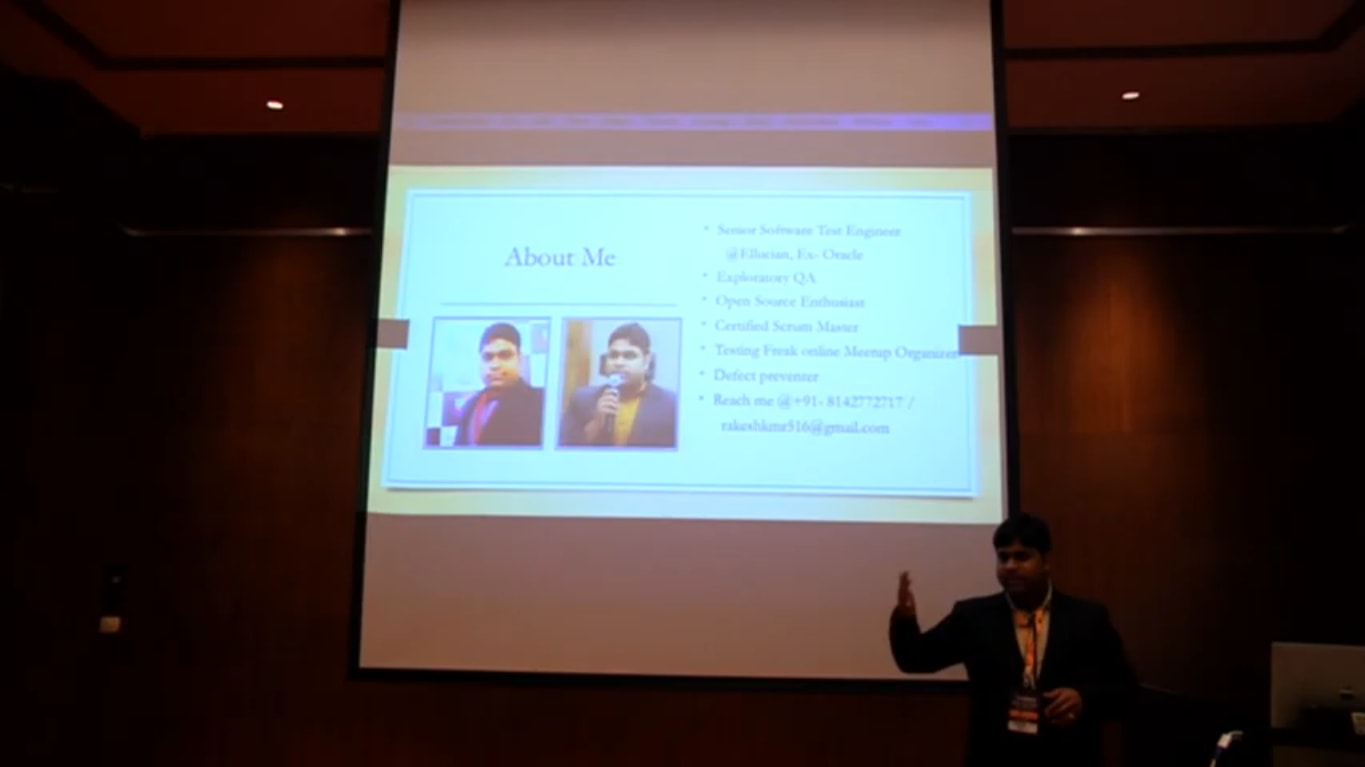 About Me
• Senior Software Test Engineer
@Ellucian, Ex- Oracle
• Exploratory QA
• Open Source Enthusiast
• Certified Scrum Master
• Testing Freak online Meetup Organizer
• Defect preventer
• Reach me @ +91- 8142772717 /
rakeshkmr516@gmail.com